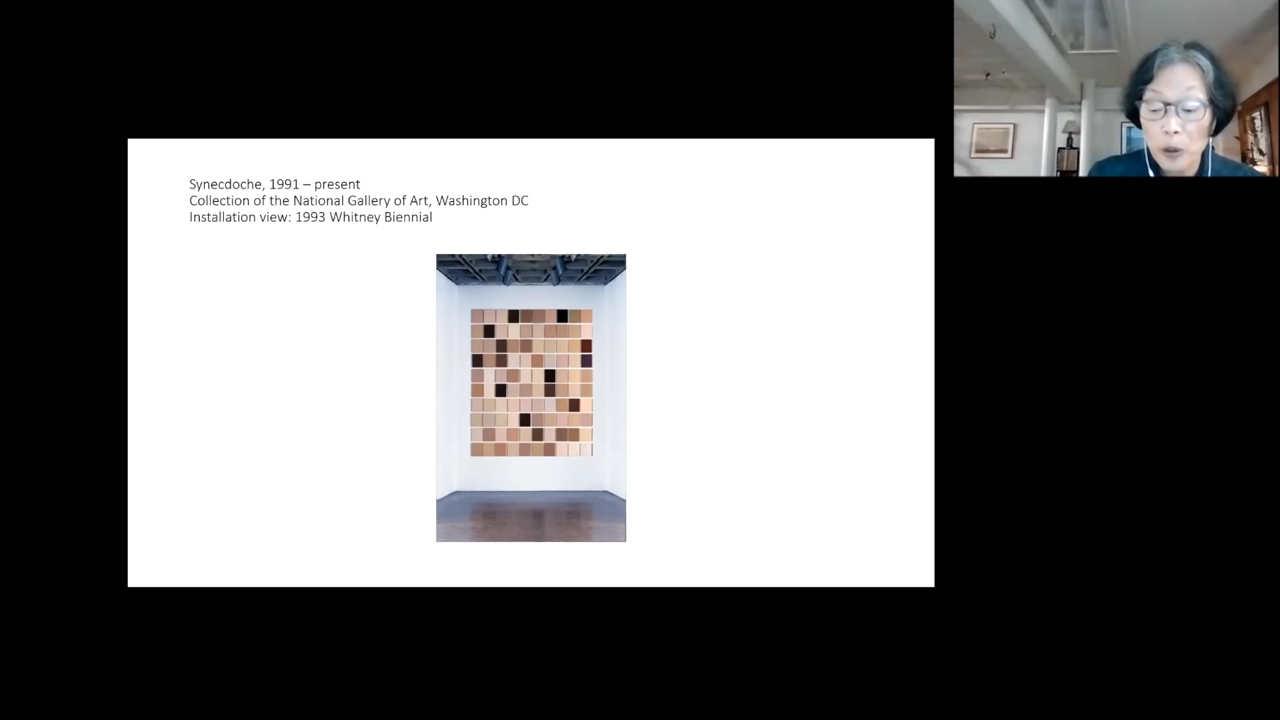 Synecdoche, 1991 – present
Collection of the National Gallery of Art, Washington DC
Installation view: 1993 Whitney Biennial